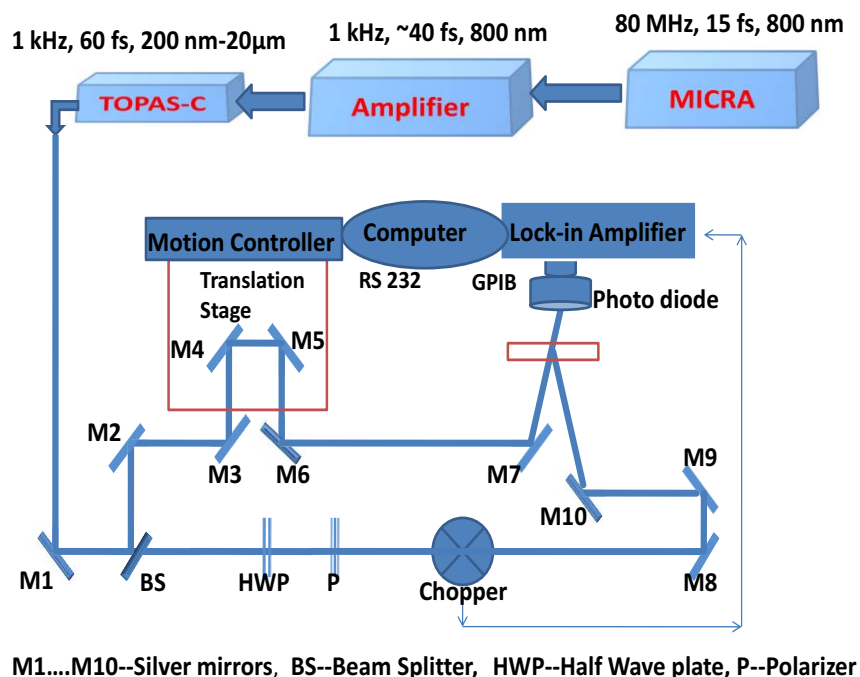 1 kHz, 60 fs, 200 nm-20µm
1 kHz, ~40 fs, 800 nm
80 MHz, 15 fs, 800 nm
TOPAS-C
Amplifier
MICRA
Motion Controller
Computer
Lock-in Amplifier
RS 232
GPIB
Translation
Stage
Photo diode
M4
M5
M2
M3
M6
M7
M9
M10
M1
BS
HWP
P
Chopper
M8
M1....M10--Silver mirrors, BS--Beam Splitter, HWP--Half Wave plate, P--Polarizer